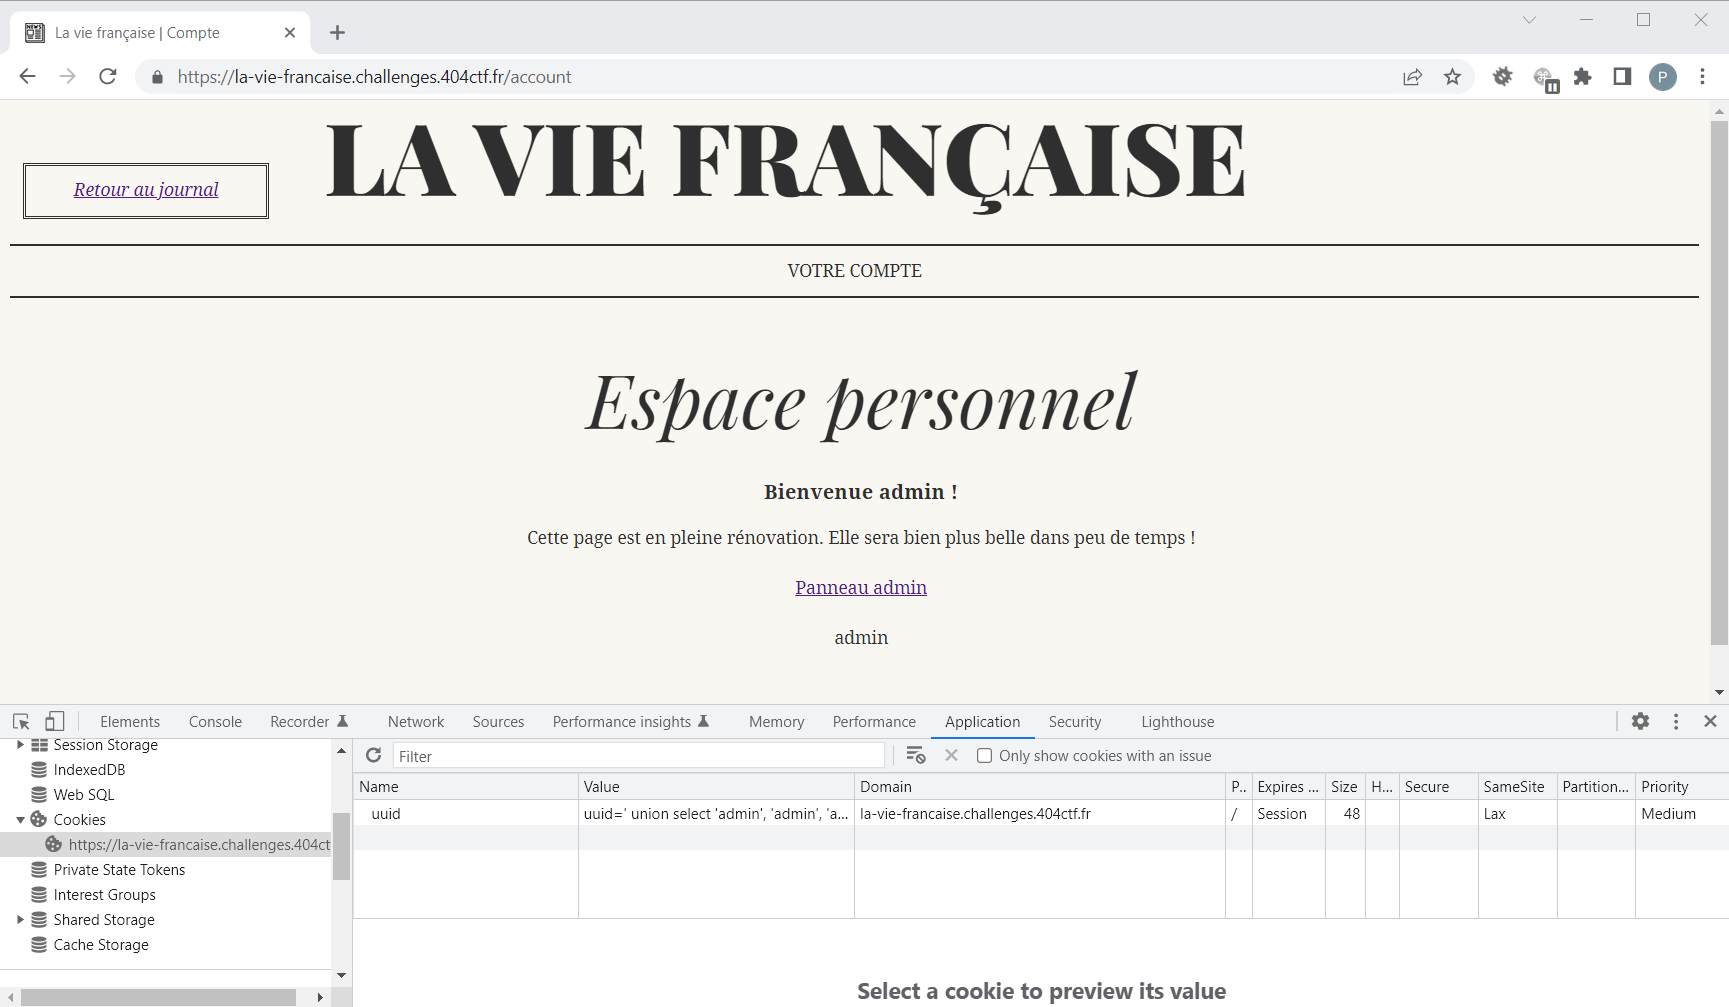 La vie française | Compte
https://la-vie-francaise.challenges.404ctf.fr/account
P
LA VIE FRANÇAISE
Retour au journal
VOTRE COMPTE
Espace personnel
Bienvenue admin !
Cette page est en pleine rénovation. Elle sera bien plus belle dans peu de temps !
Panneau admin
admin
Elements Console Recorder Network Sources Performance insights Memory Performance Application Security Lighthouse
Session Storage
IndexedDB
Web SQL
Cookies
https://la-vie-francaise.challenges.404ct
Private State Tokens
Interest Groups
Shared Storage
Cache Storage
Filter Only show cookies with an issue
Name Value Domain P.. Expires ... Size H... Secure SameSite Partition... Priority
uuid uuid=' union select 'admin', 'admin', 'a... la-vie-francaise.challenges.404ctf.fr / Session 48 Lax Medium
Select a cookie to preview its value